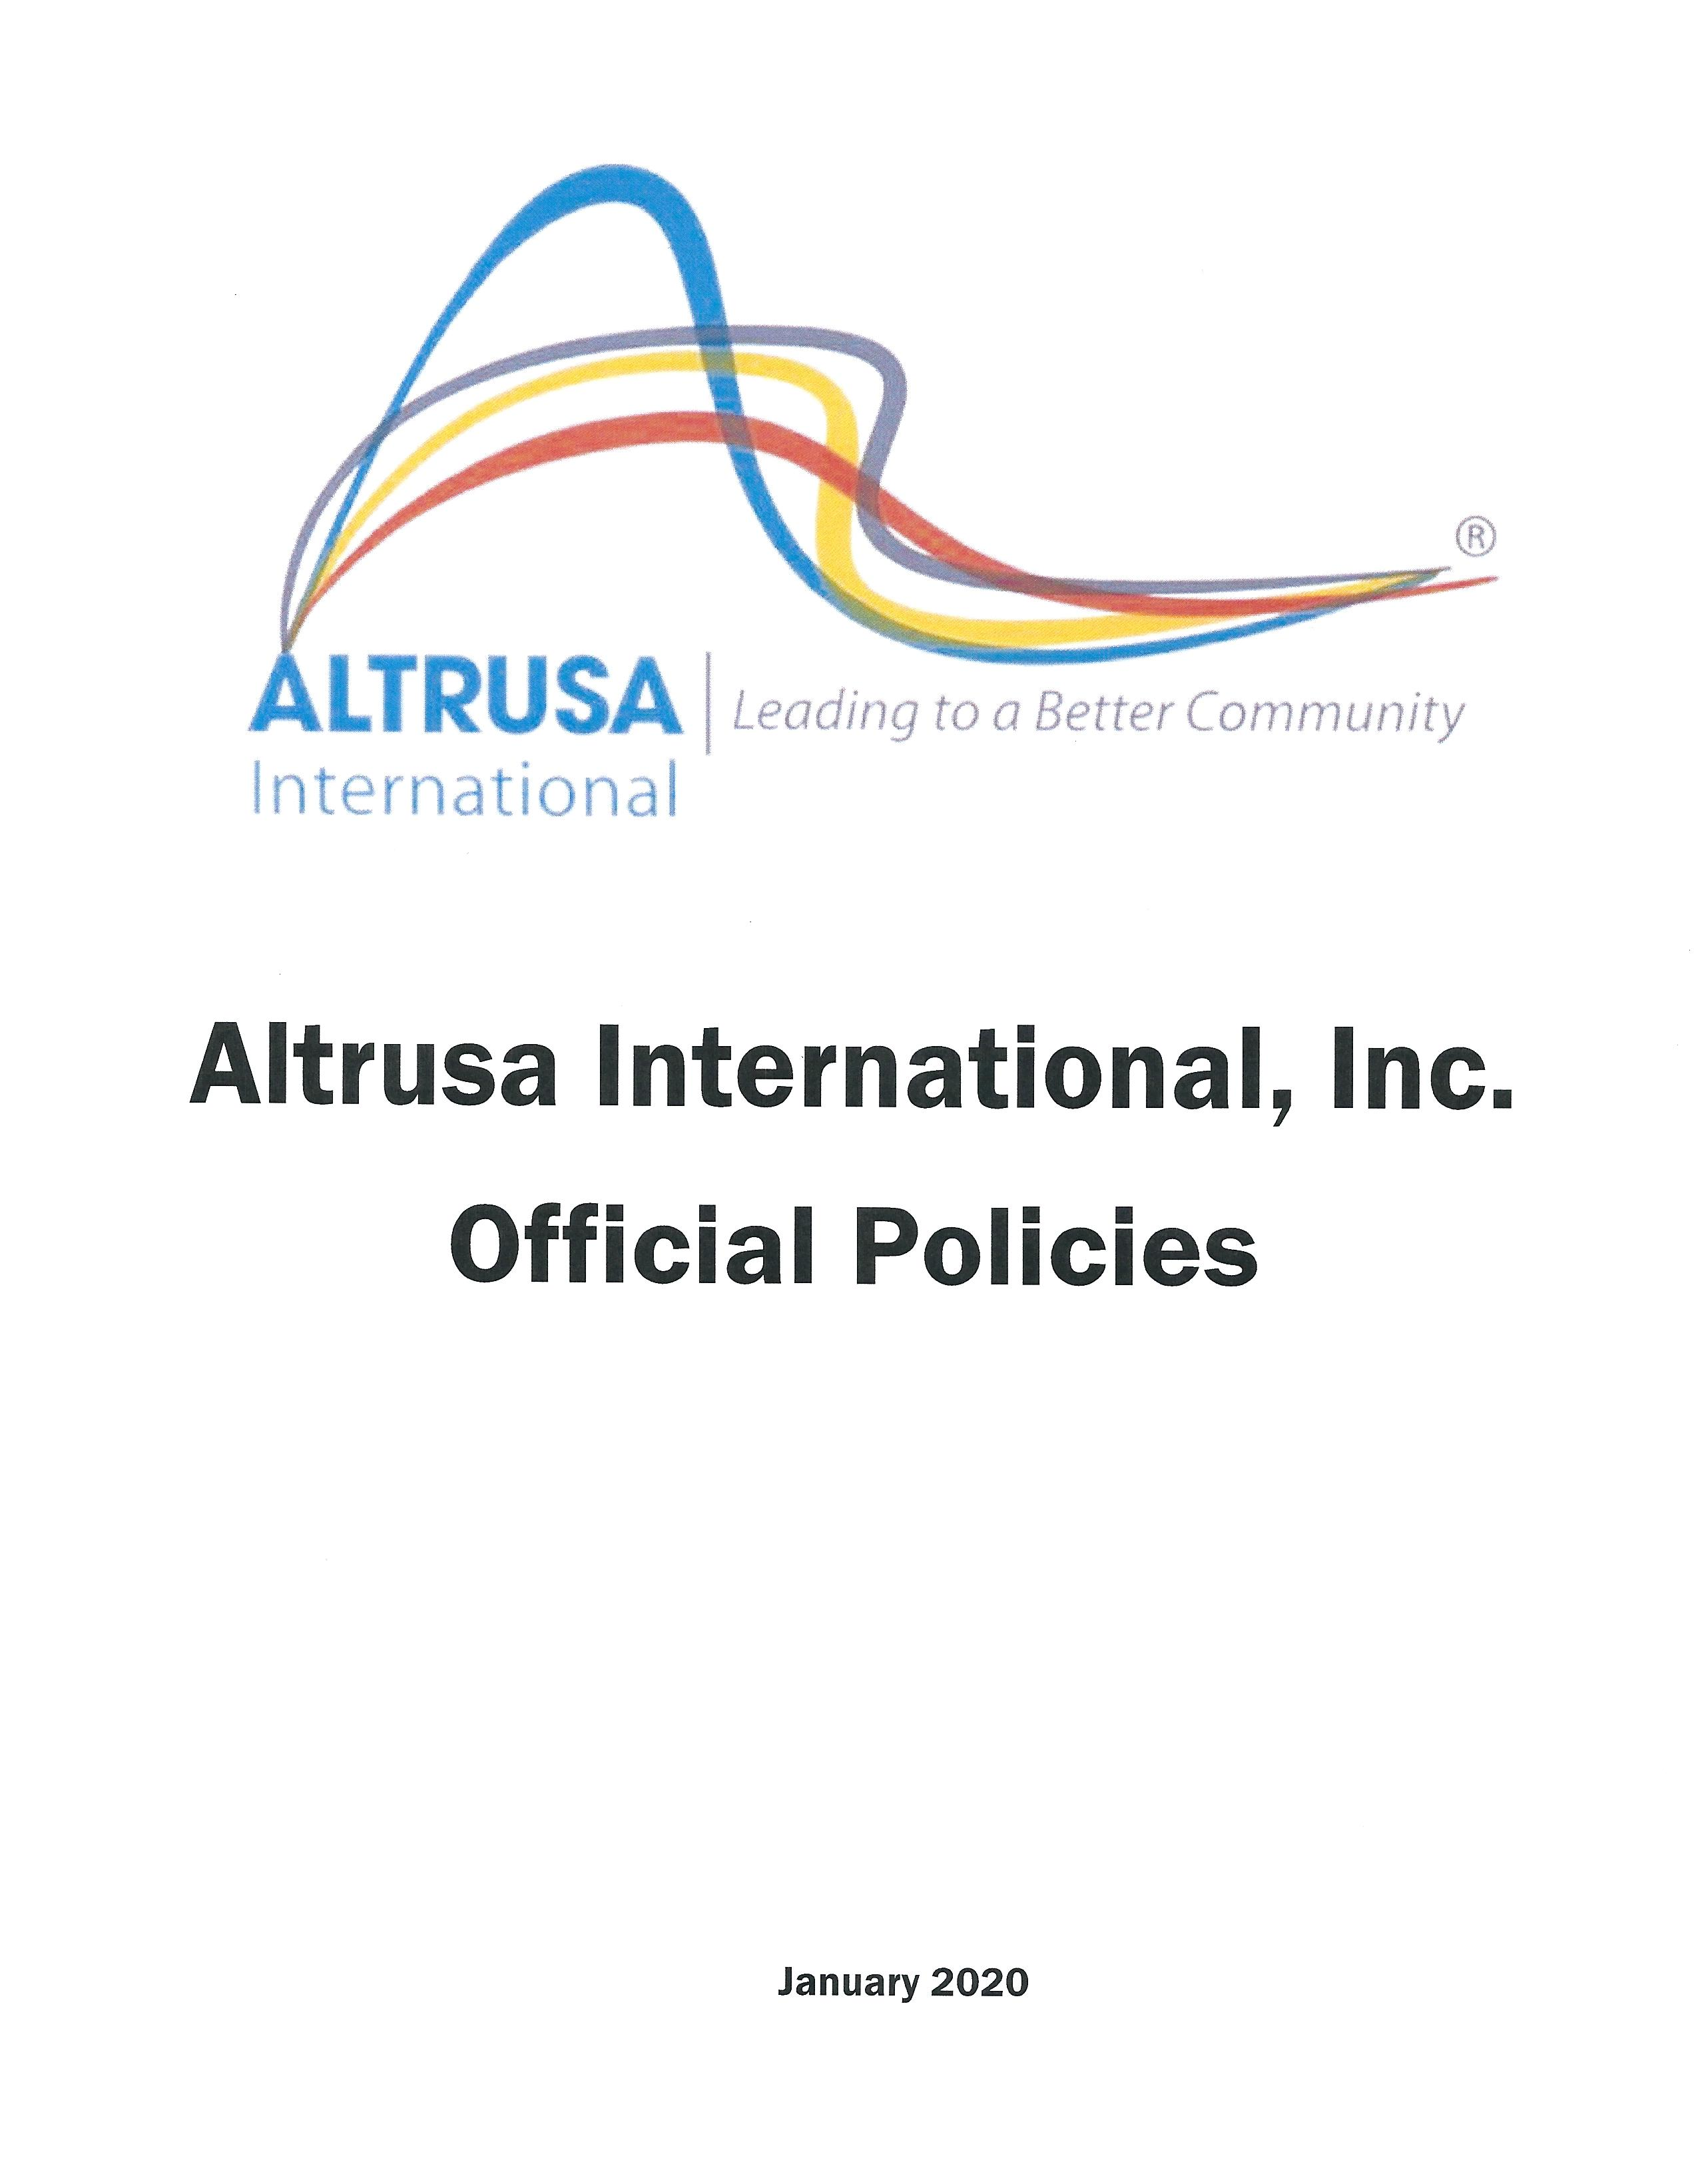 ®
ALTRUSA | Leading to a Better Community
International
Altrusa International, Inc.
Official Policies
January 2020